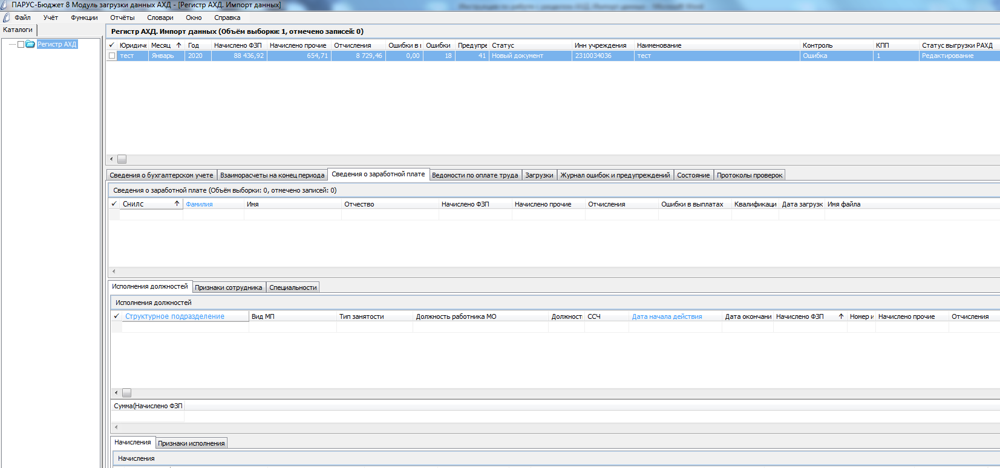 ПАРУС-Бюджет 8 Модуль загрузки данных АХД - [Регистр АХД. Импорт данных]
Файл Учёт Функции Отчёты Словари Окно Справка
Каталоги
Регистр АХД
Регистр АХД. Импорт данных (Объём выборки: 1, отмечено записей: 0)
Юридиче Месяц Год Начислено ФЗП Начислено прочие Отчисления Ошибки в Ошибки Предупре Статус Инн учреждения Наименование Контроль КПП Статус выгрузки РАХД
тест Январь 2020 88 436,92 654,71 8 729,46 0,00 18 41 Новый документ 2310034036 тест Ошибка 1 Редактирование
Сведения о бухгалтерском учете Взаиморасчеты на конец периода Сведения о заработной плате Ведомости по оплате труда Загрузки Журнал ошибок и предупреждений Состояние Протоколы проверок
Сведения о заработной плате (Объём выборки: 0, отмечено записей: 0)
Снилс Фамилия Имя Отчество Начислено ФЗП Начислено прочие Отчисления Ошибки в выплатах Квалификаци Дата загрузк Имя файла
Исполнения должностей Признаки сотрудника Специальности
Исполнения должностей
Структурное подразделение Вид МП Тип занятости Должность работника МО Должност ССЧ Дата начала действия Дата окончани Начислено ФЗП Номер и Начислено прочие Отчисления
Сумма(Начислено ФЗП
Начисления Признаки исполнения
Начисления